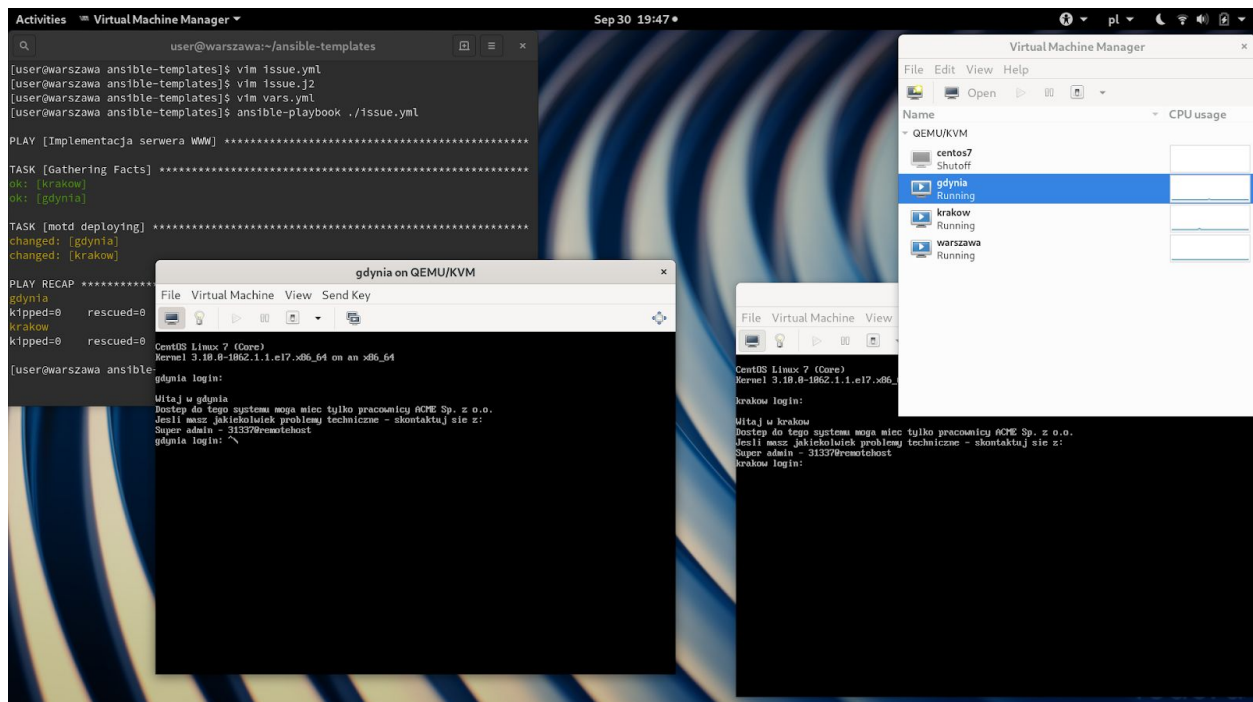 Activities Virtual Machine Manager Sep 30 19:47 pl
user@warszawa:~/ansible-templates
[user@warszawa ansible-templates]$ vim issue.yml
[user@warszawa ansible-templates]$ vim issue.j2
[user@warszawa ansible-templates]$ vim vars.yml
[user@warszawa ansible-templates]$ ansible-playbook ./issue.yml
PLAY [Implementacja serwera WWW] ****************************************
TASK [Gathering Facts] **************************************************
ok: [krakow]
ok: [gdynia]
TASK [motd deploying] ***************************************************
changed: [gdynia]
changed: [krakow]
PLAY RECAP ***********
gdynia
kipped=0 rescued=0
krakow
kipped=0 rescued=0
[user@warszawa ansible-
gdynia on QEMU/KVM
File Virtual Machine View Send Key
CentOS Linux 7 (Core)
Kernel 3.10.0-1062.1.1.el7.x86_64 on an x86_64
gdynia login:
Witaj w gdynia
Dostep do tego systemu moga miec tylko pracownicy ACME Sp. z o.o.
Jesli masz jakiekolwiek problemy techniczne - skontaktuj sie z:
Super admin - 31337@remotehost
gdynia login: ^\
Virtual Machine Manager
File Edit View Help
Open
Name CPU usage
QEMU/KVM
centos7
Shutoff
gdynia
Running
krakow
Running
warszawa
Running
File Virtual Machine View
CentOS Linux 7 (Core)
Kernel 3.10.0-1062.1.1.el7.x86_
krakow login:
Witaj w krakow
Dostep do tego systemu moga miec tylko pracownicy ACME Sp. z o.o.
Jesli masz jakiekolwiek problemy techniczne - skontaktuj sie z:
Super admin - 31337@remotehost
krakow login: